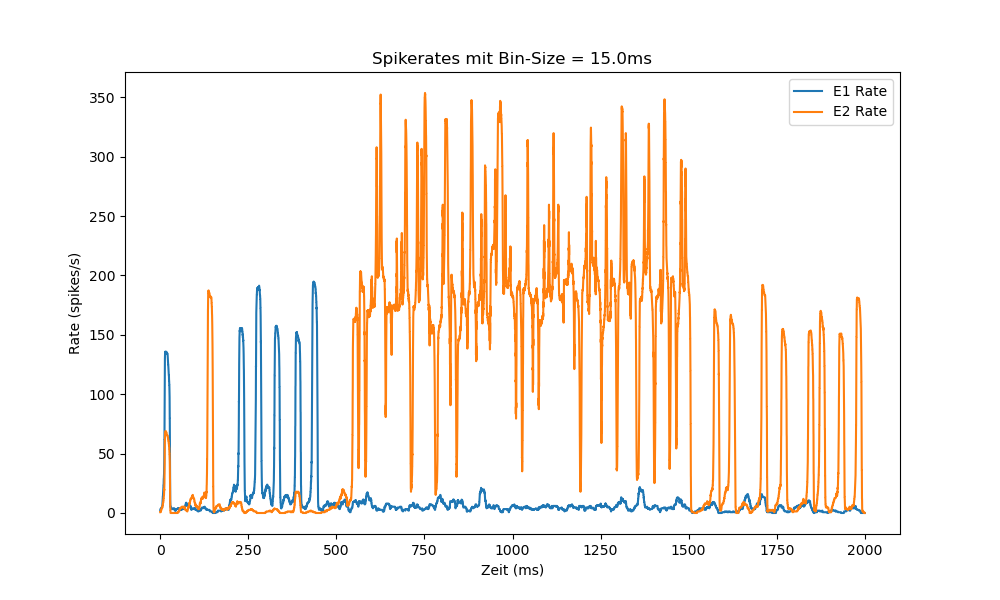 Spikerates mit Bin-Size = 15.0ms
E1 Rate
E2 Rate
Rate (spikes/s)
350
300
250
200
150
100
50
0
0 250 500 750 1000 1250 1500 1750 2000
Zeit (ms)